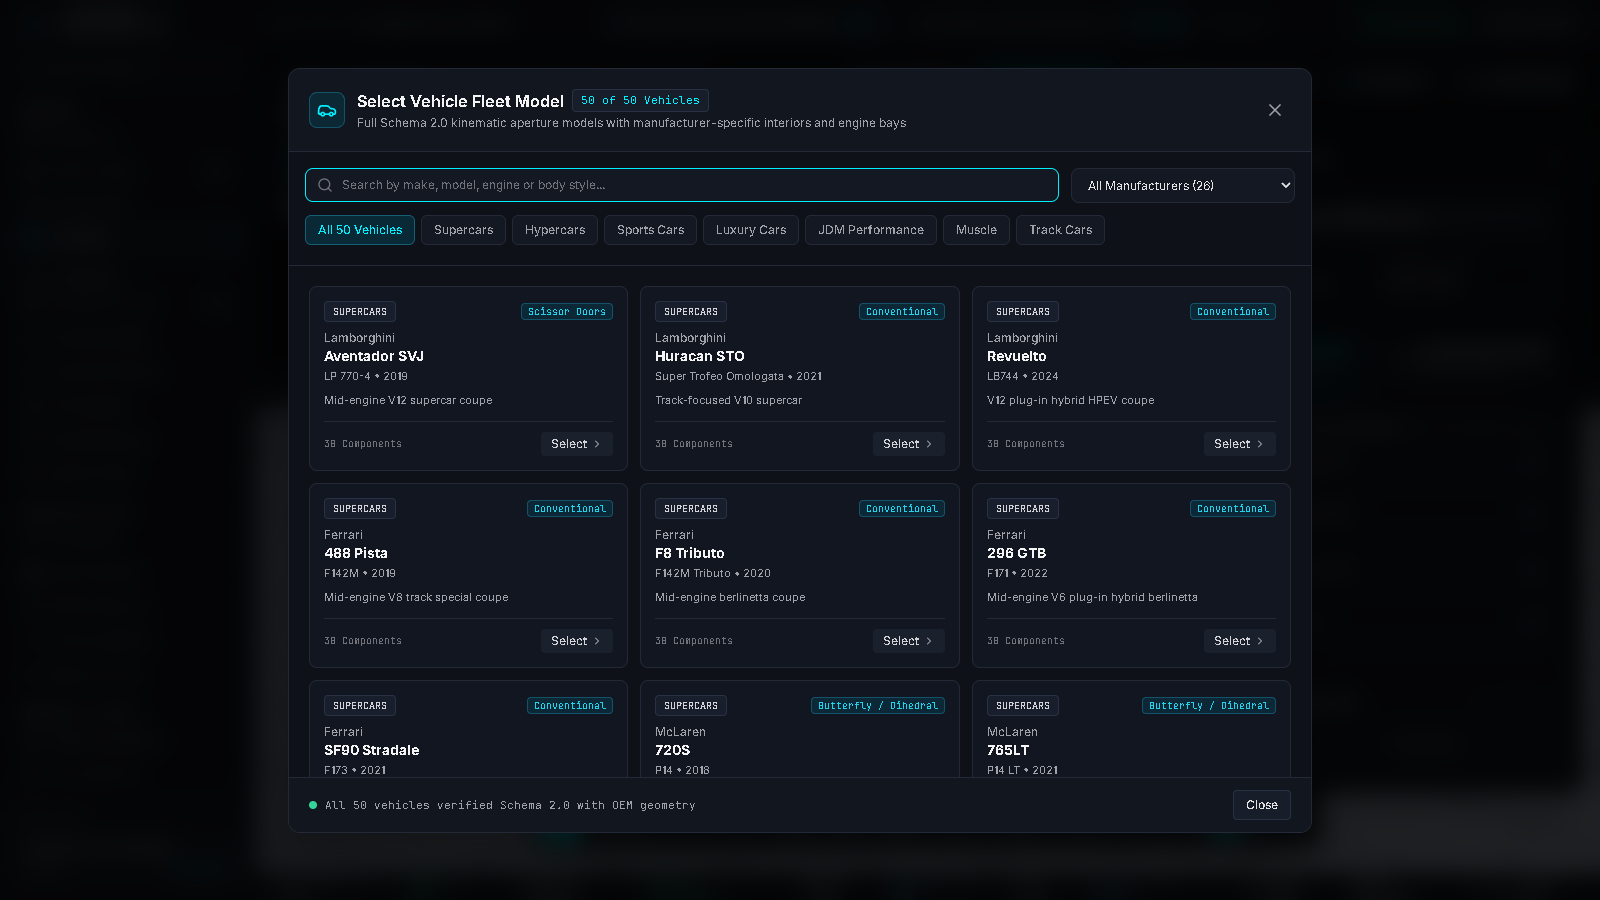 Select Vehicle Fleet Model
50 of 50 Vehicles
Full Schema 2.0 kinematic aperture models with manufacturer-specific interiors and engine bays
Search by make, model, engine or body style...
All Manufacturers (26)
All 50 Vehicles
Supercars
Hypercars
Sports Cars
Luxury Cars
JDM Performance
Muscle
Track Cars
SUPERCARS
Scissor Doors
Lamborghini
Aventador SVJ
LP 770-4 • 2019
Mid-engine V12 supercar coupe
38 Components
Select
SUPERCARS
Conventional
Lamborghini
Huracan STO
Super Trofeo Omologata • 2021
Track-focused V10 supercar
38 Components
Select
SUPERCARS
Conventional
Lamborghini
Revuelto
LB744 • 2024
V12 plug-in hybrid HPEV coupe
38 Components
Select
SUPERCARS
Conventional
Ferrari
488 Pista
F142M • 2019
Mid-engine V8 track special coupe
38 Components
Select
SUPERCARS
Conventional
Ferrari
F8 Tributo
F142M Tributo • 2020
Mid-engine berlinetta coupe
38 Components
Select
SUPERCARS
Conventional
Ferrari
296 GTB
F171 • 2022
Mid-engine V6 plug-in hybrid berlinetta
38 Components
Select
SUPERCARS
Conventional
Ferrari
SF90 Stradale
F173 • 2021
SUPERCARS
Butterfly / Dihedral
McLaren
720S
P14 • 2018
SUPERCARS
Butterfly / Dihedral
McLaren
765LT
P14 LT • 2021
All 50 vehicles verified Schema 2.0 with OEM geometry
Close